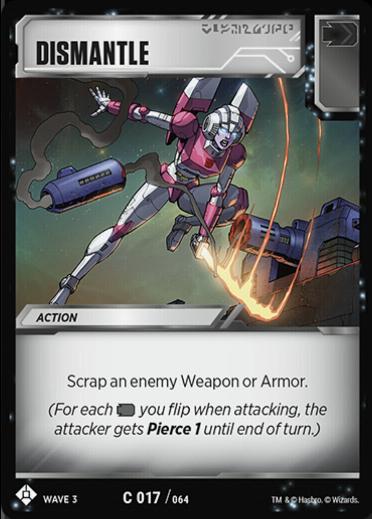 DISMANTLE
ACTION
Scrap an enemy Weapon or Armor.
(For each you flip when attacking, the
attacker gets Pierce 1 until end of turn.)
WAVE 3 C 017 / 064 TM & © Hasbro. © Wizards.